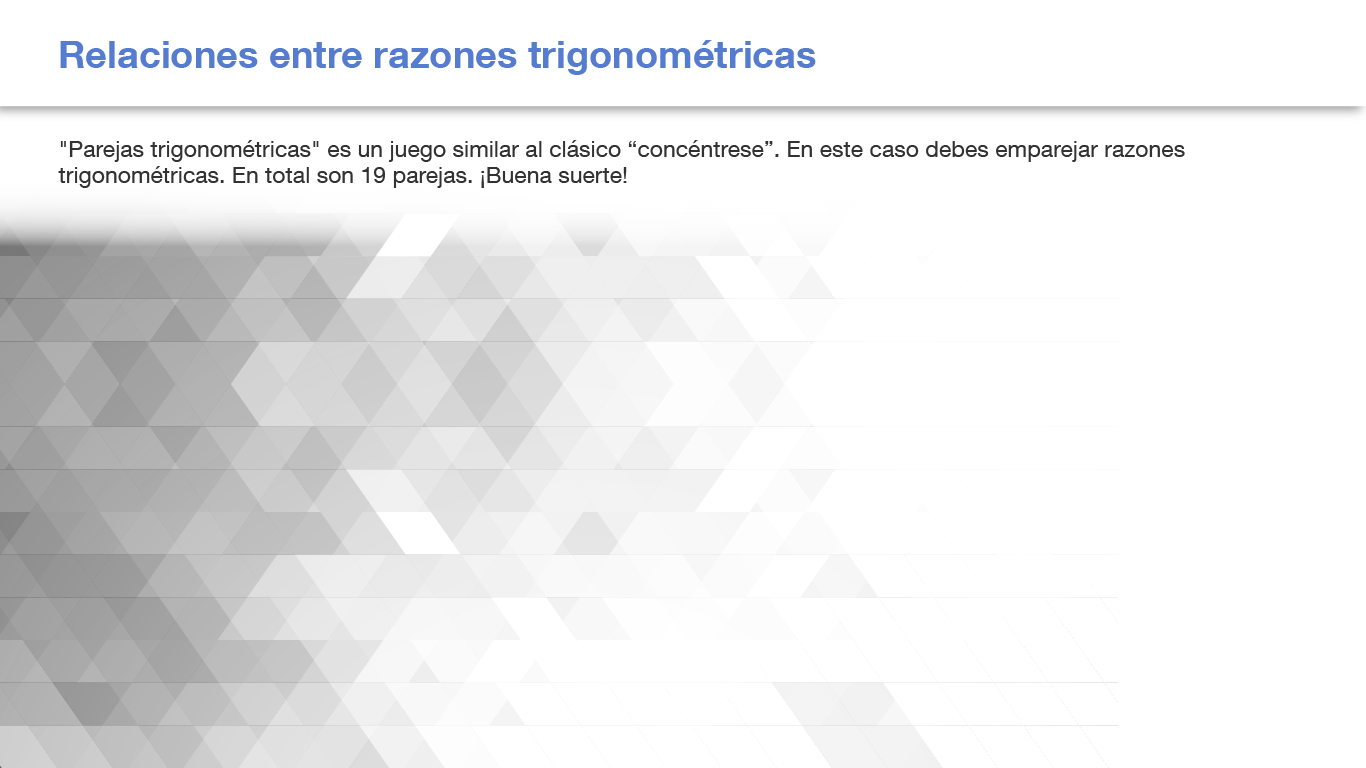 Relaciones entre razones trigonométricas
"Parejas trigonométricas" es un juego similar al clásico “concéntrese”. En este caso debes emparejar razones
trigonométricas. En total son 19 parejas. ¡Buena suerte!